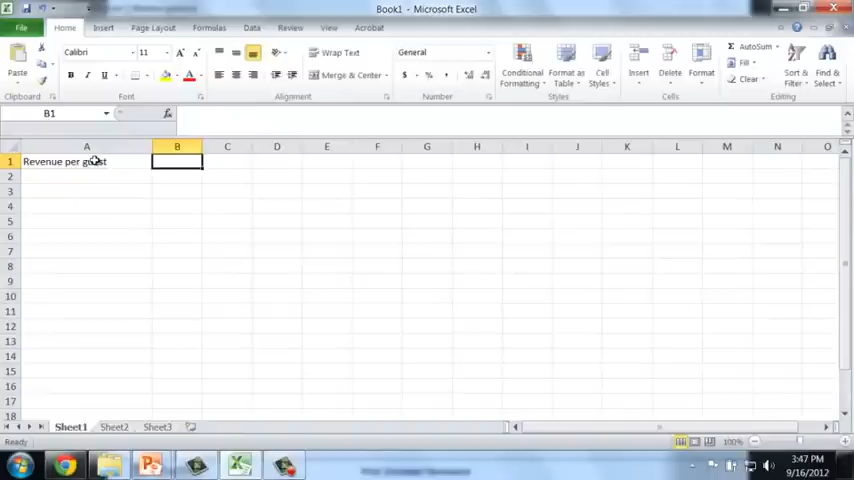 Book1 - Microsoft Excel
File Home Insert Page Layout Formulas Data Review View Acrobat
Calibri 11 Wrap Text General AutoSum
Fill
Paste B I U Merge & Center $ % , Conditional Formatting Format as Table Cell Styles Insert Delete Format Clear Sort & Filter Find & Select
Clipboard Font Alignment Number Styles Cells Editing
B1 fx
A B C D E F G H I J K L M N O
1 Revenue per guest
2
3
4
5
6
7
8
9
10
11
12
13
14
15
16
17
18
Sheet1 Sheet2 Sheet3
Ready 100%
3:47 PM
9/16/2012